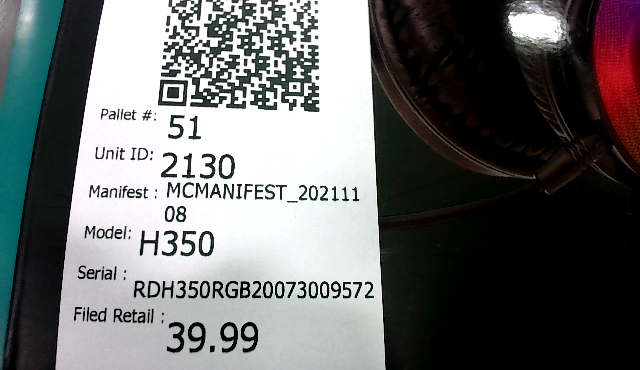 Pallet #: 51
Unit ID: 2130
Manifest : MCMANIFEST_202111
08
Model: H350
Serial : RDH350RGB20073009572
Filed Retail : 39.99